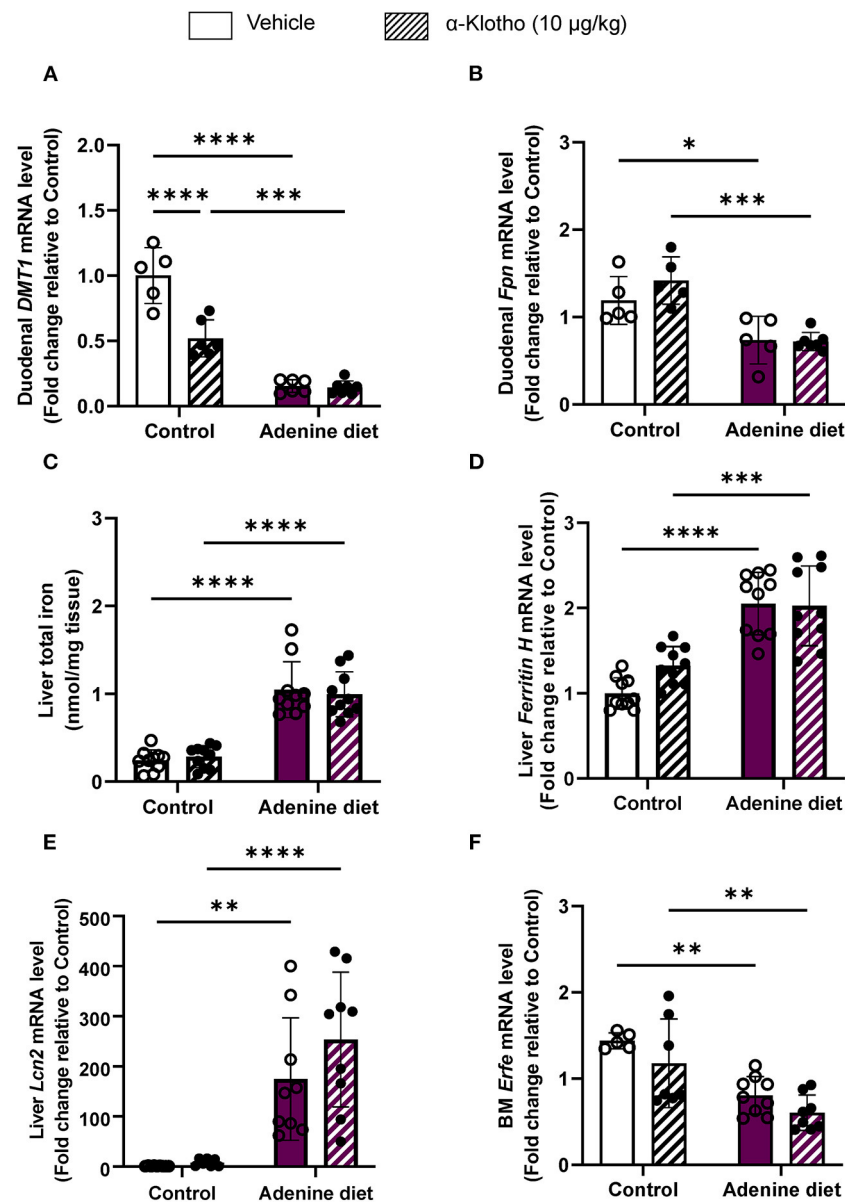 Vehicle
α-Klotho (10 µg/kg)
A
Duodenal DMT1 mRNA level
(Fold change relative to Control)
2.0
1.5
1.0
0.5
0.0
****
****
***
Control
Adenine diet
B
Duodenal Fpn mRNA level
(Fold change relative to Control)
3
2
1
0
*
***
Control
Adenine diet
C
Liver total iron
(nmol/mg tissue)
3
2
1
0
****
****
Control
Adenine diet
D
Liver Ferritin H mRNA level
(Fold change relative to Control)
3
2
1
0
***
****
Control
Adenine diet
E
Liver Lcn2 mRNA level
(Fold change relative to Control)
500
400
300
200
100
0
****
**
Control
Adenine diet
F
BM Erfe mRNA level
(Fold change relative to Control)
3
2
1
0
**
**
Control
Adenine diet